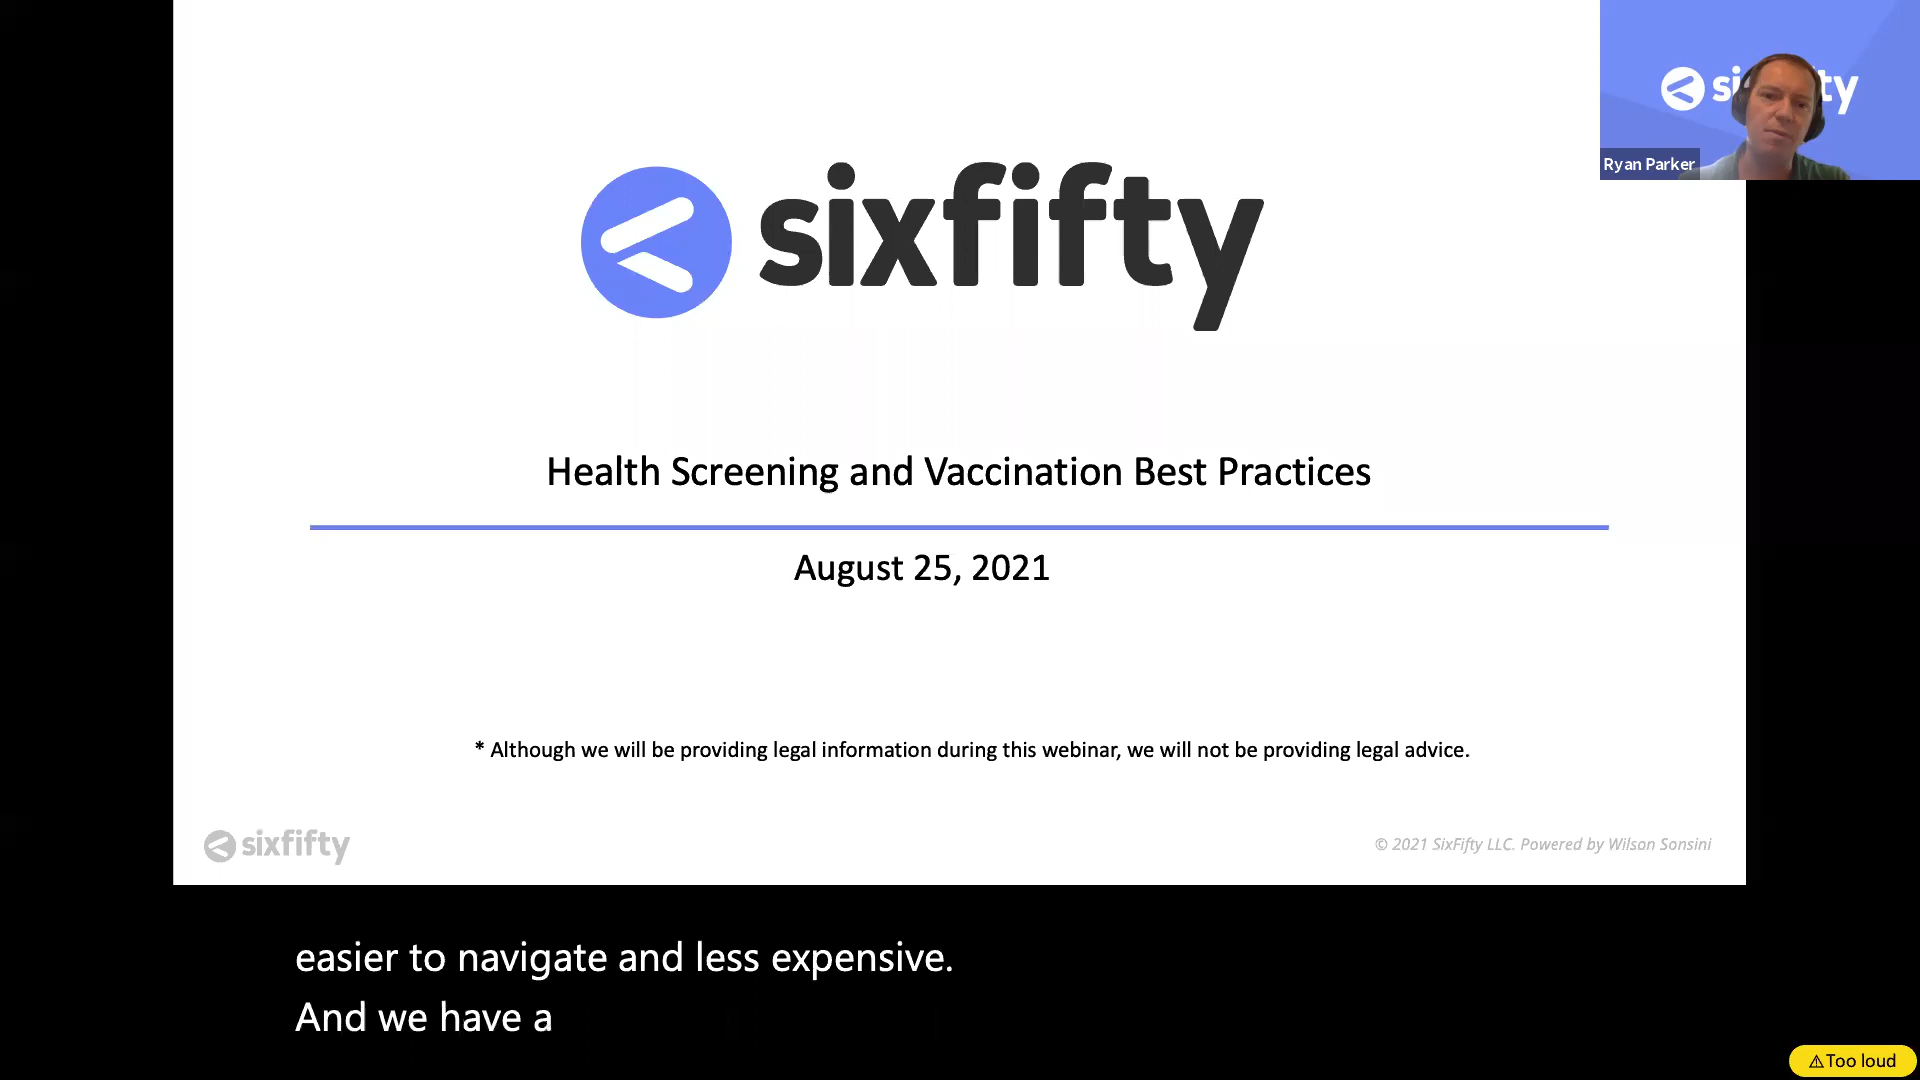 sixfifty
Ryan Parker
sixfifty
Health Screening and Vaccination Best Practices
August 25, 2021
* Although we will be providing legal information during this webinar, we will not be providing legal advice.
sixfifty
© 2021 SixFifty LLC. Powered by Wilson Sonsini
easier to navigate and less expensive.
And we have a
⚠Too loud